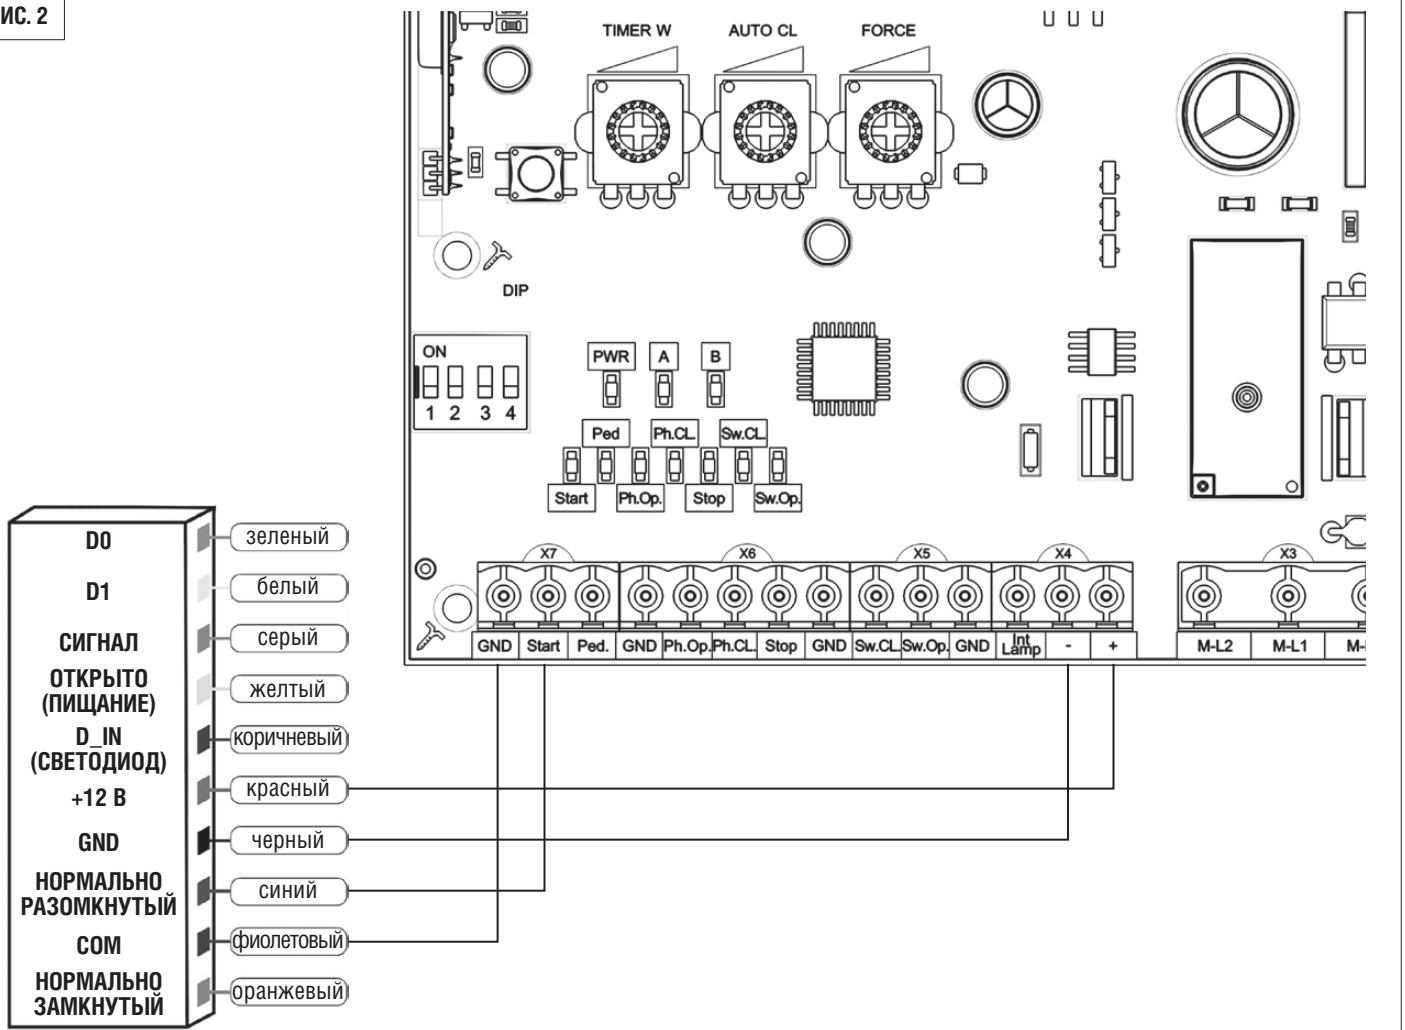 ИС. 2
TIMER W
AUTO CL
FORCE
DIP
ON
1 2 3 4
PWR
A
B
Ped
Ph.CL.
Sw.CL.
Start
Ph.Op.
Stop
Sw.Op.
X7
X6
X5
X4
X3
GND
Start
Ped.
GND
Ph.Op.
Ph.CL.
Stop
GND
Sw.CL.
Sw.Op.
GND
Int
Lamp
-
+
M-L2
M-L1
M-
D0
зеленый
D1
белый
СИГНАЛ
серый
ОТКРЫТО
(ПИЩАНИЕ)
желтый
D_IN
(СВЕТОДИОД)
коричневый
+12 В
красный
GND
черный
НОРМАЛЬНО
РАЗОМКНУТЫЙ
синий
COM
фиолетовый
НОРМАЛЬНО
ЗАМКНУТЫЙ
оранжевый